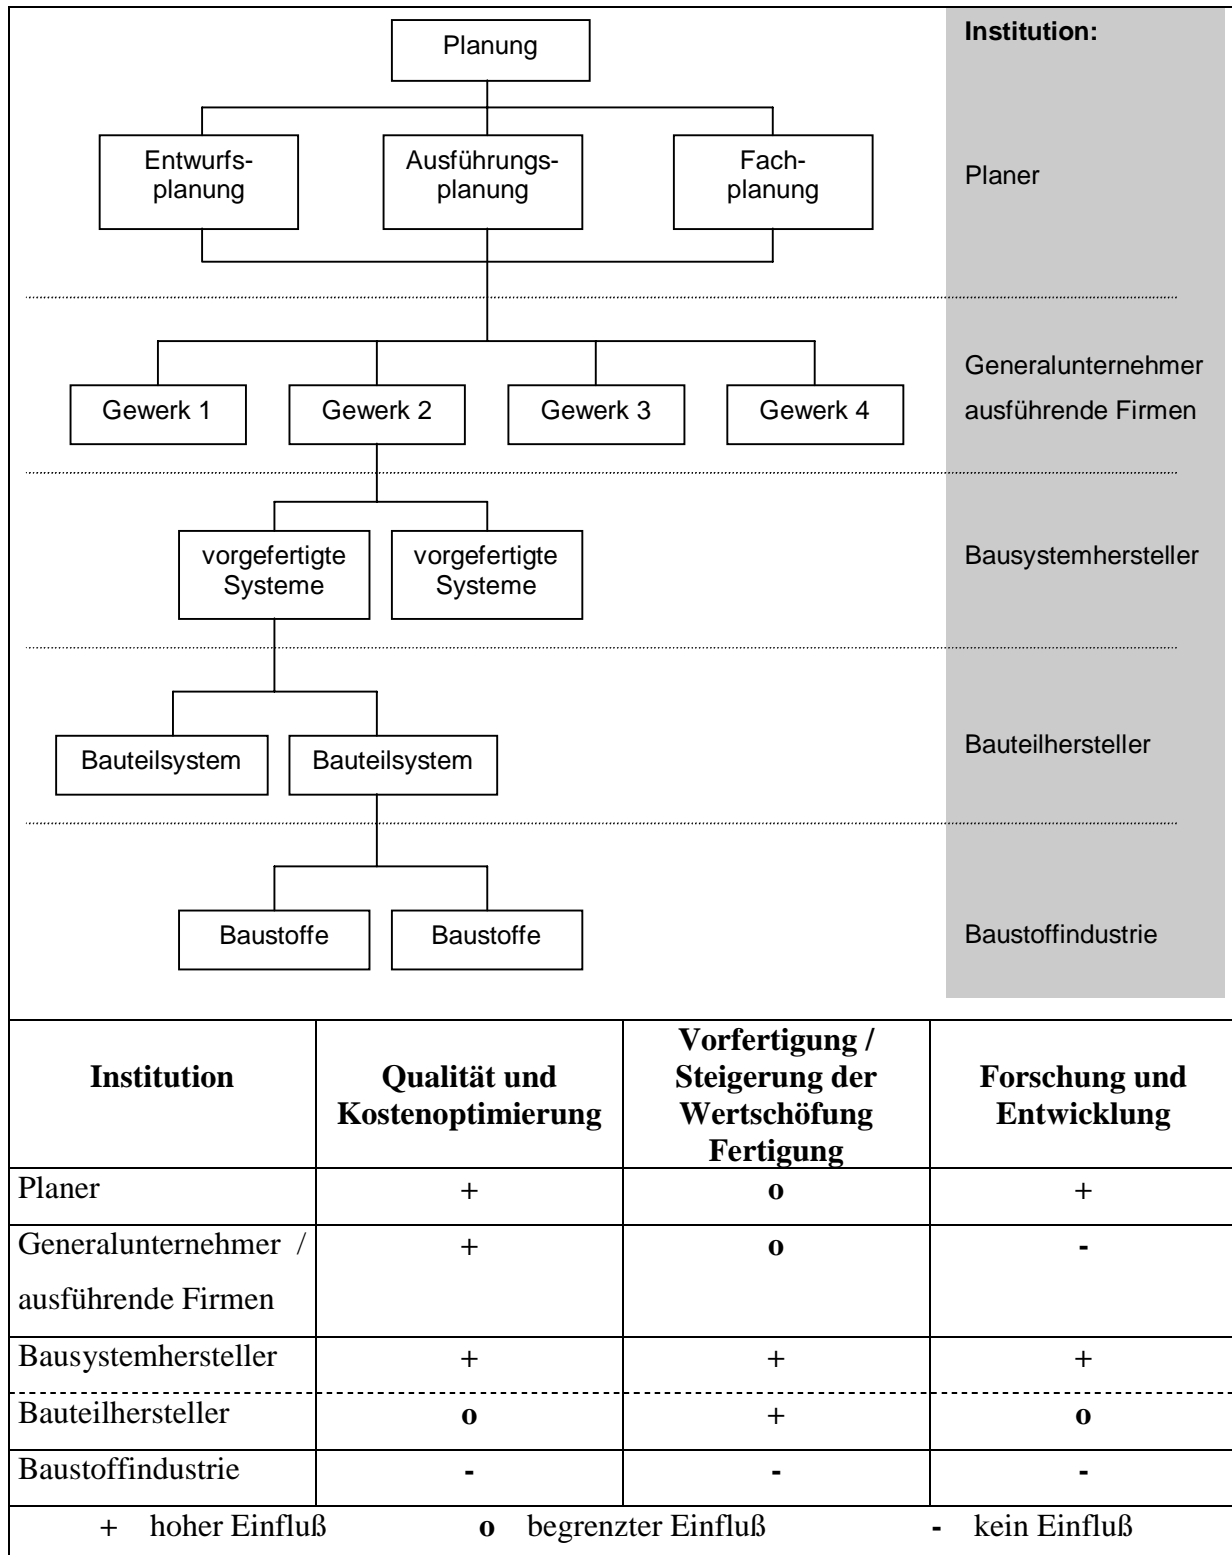 Planung
Institution:
Entwurfs-
planung
Ausführungs-
planung
Fach-
planung
Planer
Gewerk 1
Gewerk 2
Gewerk 3
Gewerk 4
Generalunternehmer
ausführende Firmen
vorgefertigte
Systeme
vorgefertigte
Systeme
Bausystemhersteller
Bauteilsystem
Bauteilsystem
Bauteilhersteller
Baustoffe
Baustoffe
Baustoffindustrie
Institution
Qualität und
Kostenoptimierung
Vorfertigung /
Steigerung der
Wertschöfung
Fertigung
Forschung und
Entwicklung
Planer + o +
Generalunternehmer / + o -
ausführende Firmen
Bausystemhersteller + + +
Bauteilhersteller o + o
Baustoffindustrie - - -
+ hoher Einfluß o begrenzter Einfluß - kein Einfluß